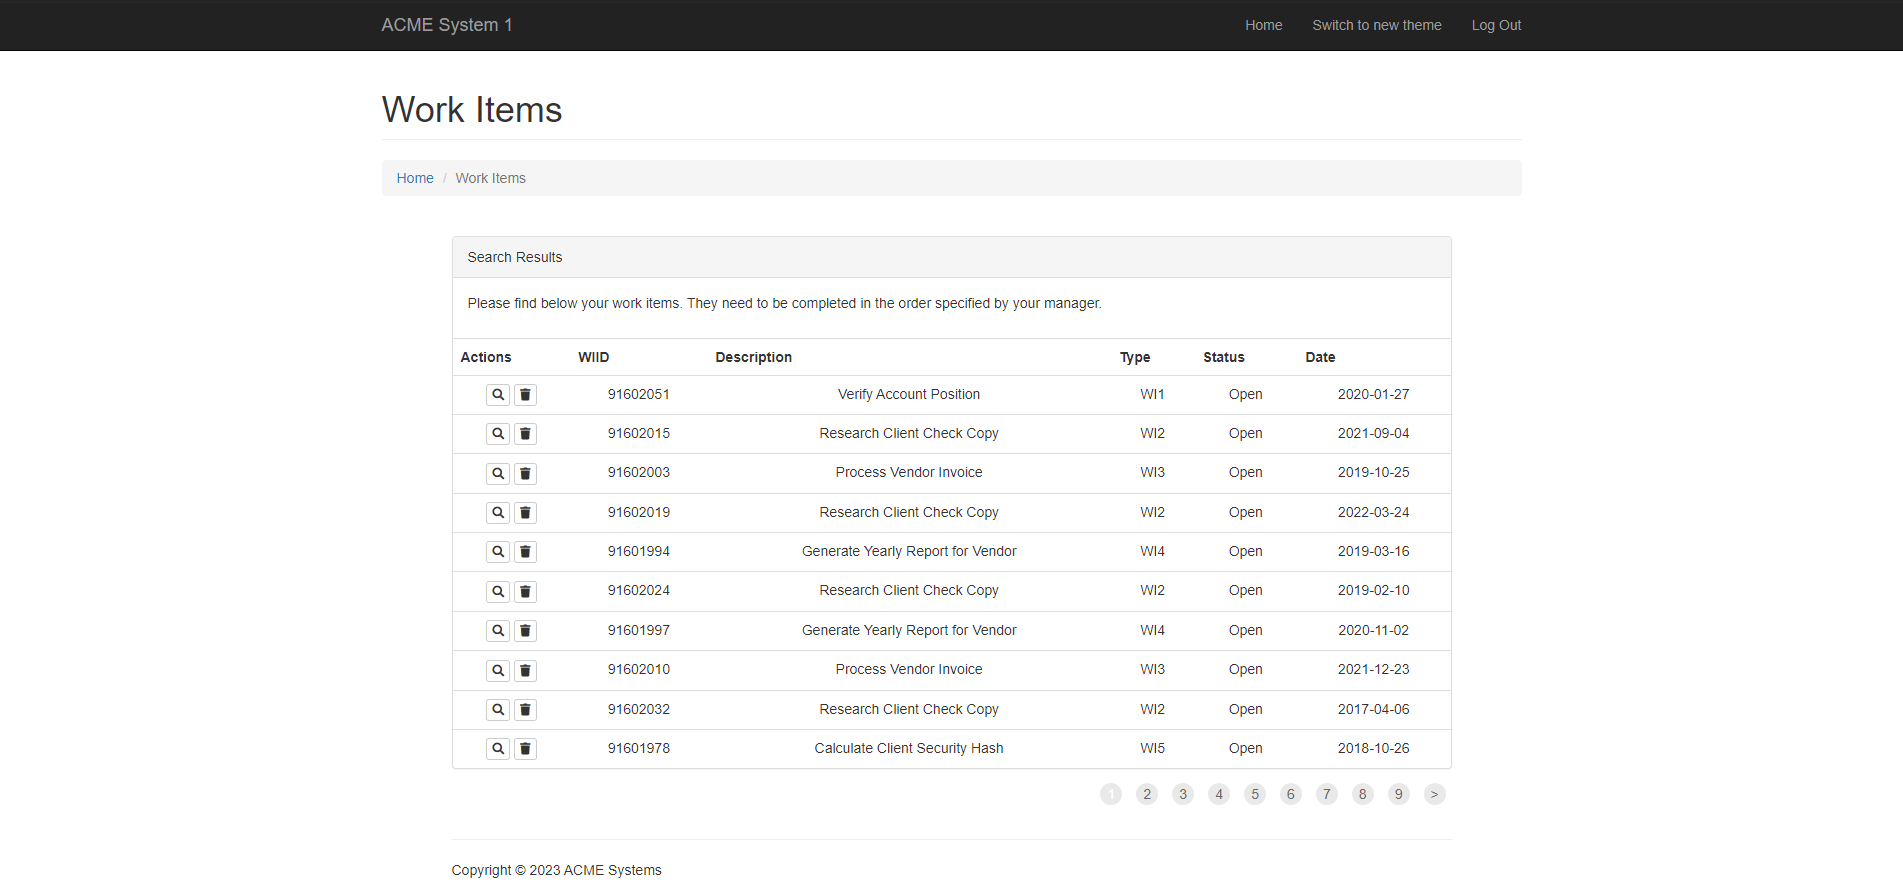 ACME System 1 Home Switch to new theme Log Out
Work Items
Home / Work Items
Search Results
Please find below your work items. They need to be completed in the order specified by your manager.
Actions WIID Description Type Status Date
91602051 Verify Account Position WI1 Open 2020-01-27
91602015 Research Client Check Copy WI2 Open 2021-09-04
91602003 Process Vendor Invoice WI3 Open 2019-10-25
91602019 Research Client Check Copy WI2 Open 2022-03-24
91601994 Generate Yearly Report for Vendor WI4 Open 2019-03-16
91602024 Research Client Check Copy WI2 Open 2019-02-10
91601997 Generate Yearly Report for Vendor WI4 Open 2020-11-02
91602010 Process Vendor Invoice WI3 Open 2021-12-23
91602032 Research Client Check Copy WI2 Open 2017-04-06
91601978 Calculate Client Security Hash WI5 Open 2018-10-26
1 2 3 4 5 6 7 8 9 >
Copyright © 2023 ACME Systems